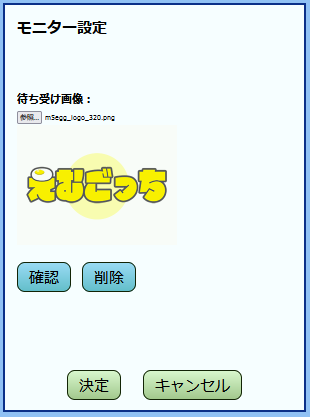 モニター設定
待ち受け画像：
参照... m5egg_logo_320.png
えむごっち
確認 削除
決定 キャンセル